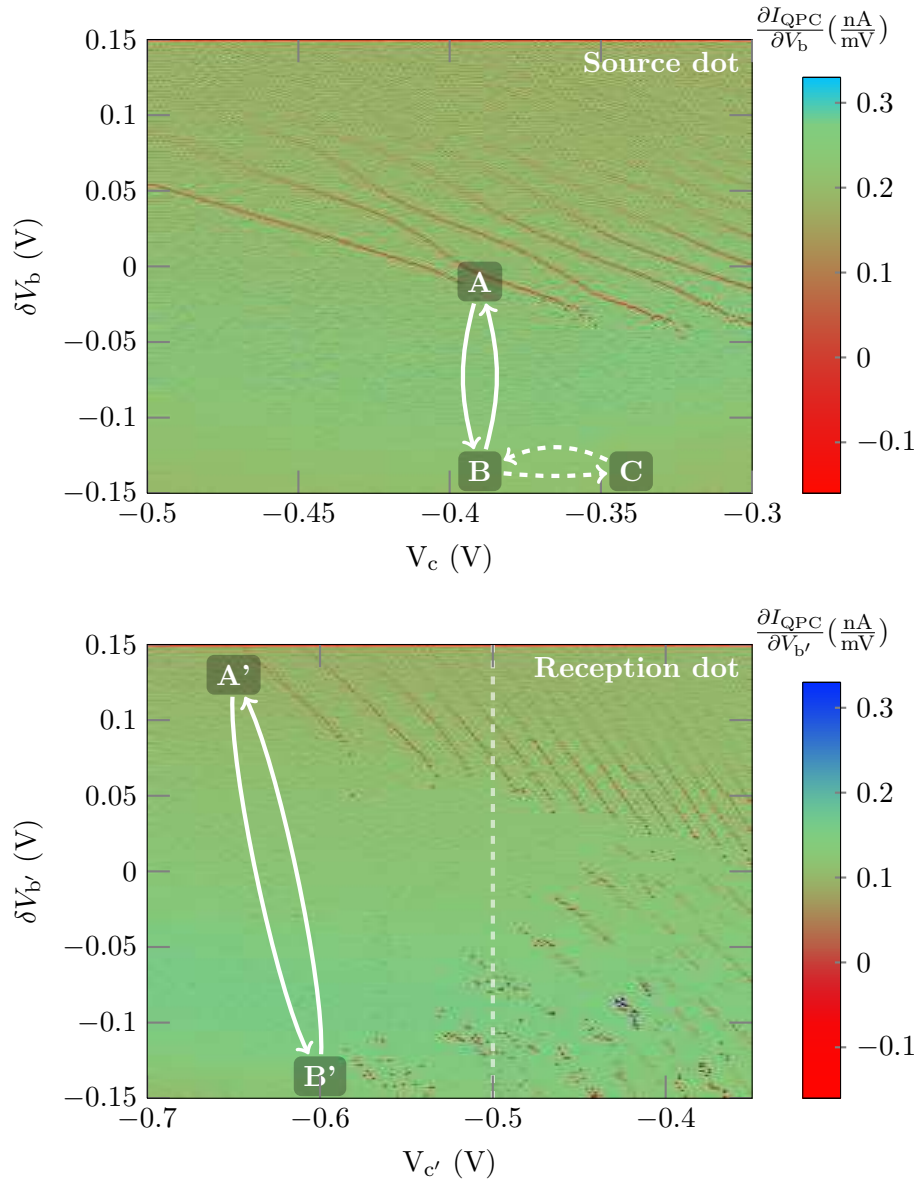 ∂I_QPC/∂V_b (nA/mV)
Source dot
0.15
0.1
0.05
0
−0.05
−0.1
−0.15
δV_b (V)
A
B
C
−0.5
−0.45
−0.4
−0.35
−0.3
V_c (V)
0.3
0.2
0.1
0
−0.1
∂I_QPC/∂V_b′ (nA/mV)
Reception dot
0.15
0.1
0.05
0
−0.05
−0.1
−0.15
δV_b′ (V)
A'
B'
−0.7
−0.6
−0.5
−0.4
V_c′ (V)
0.3
0.2
0.1
0
−0.1